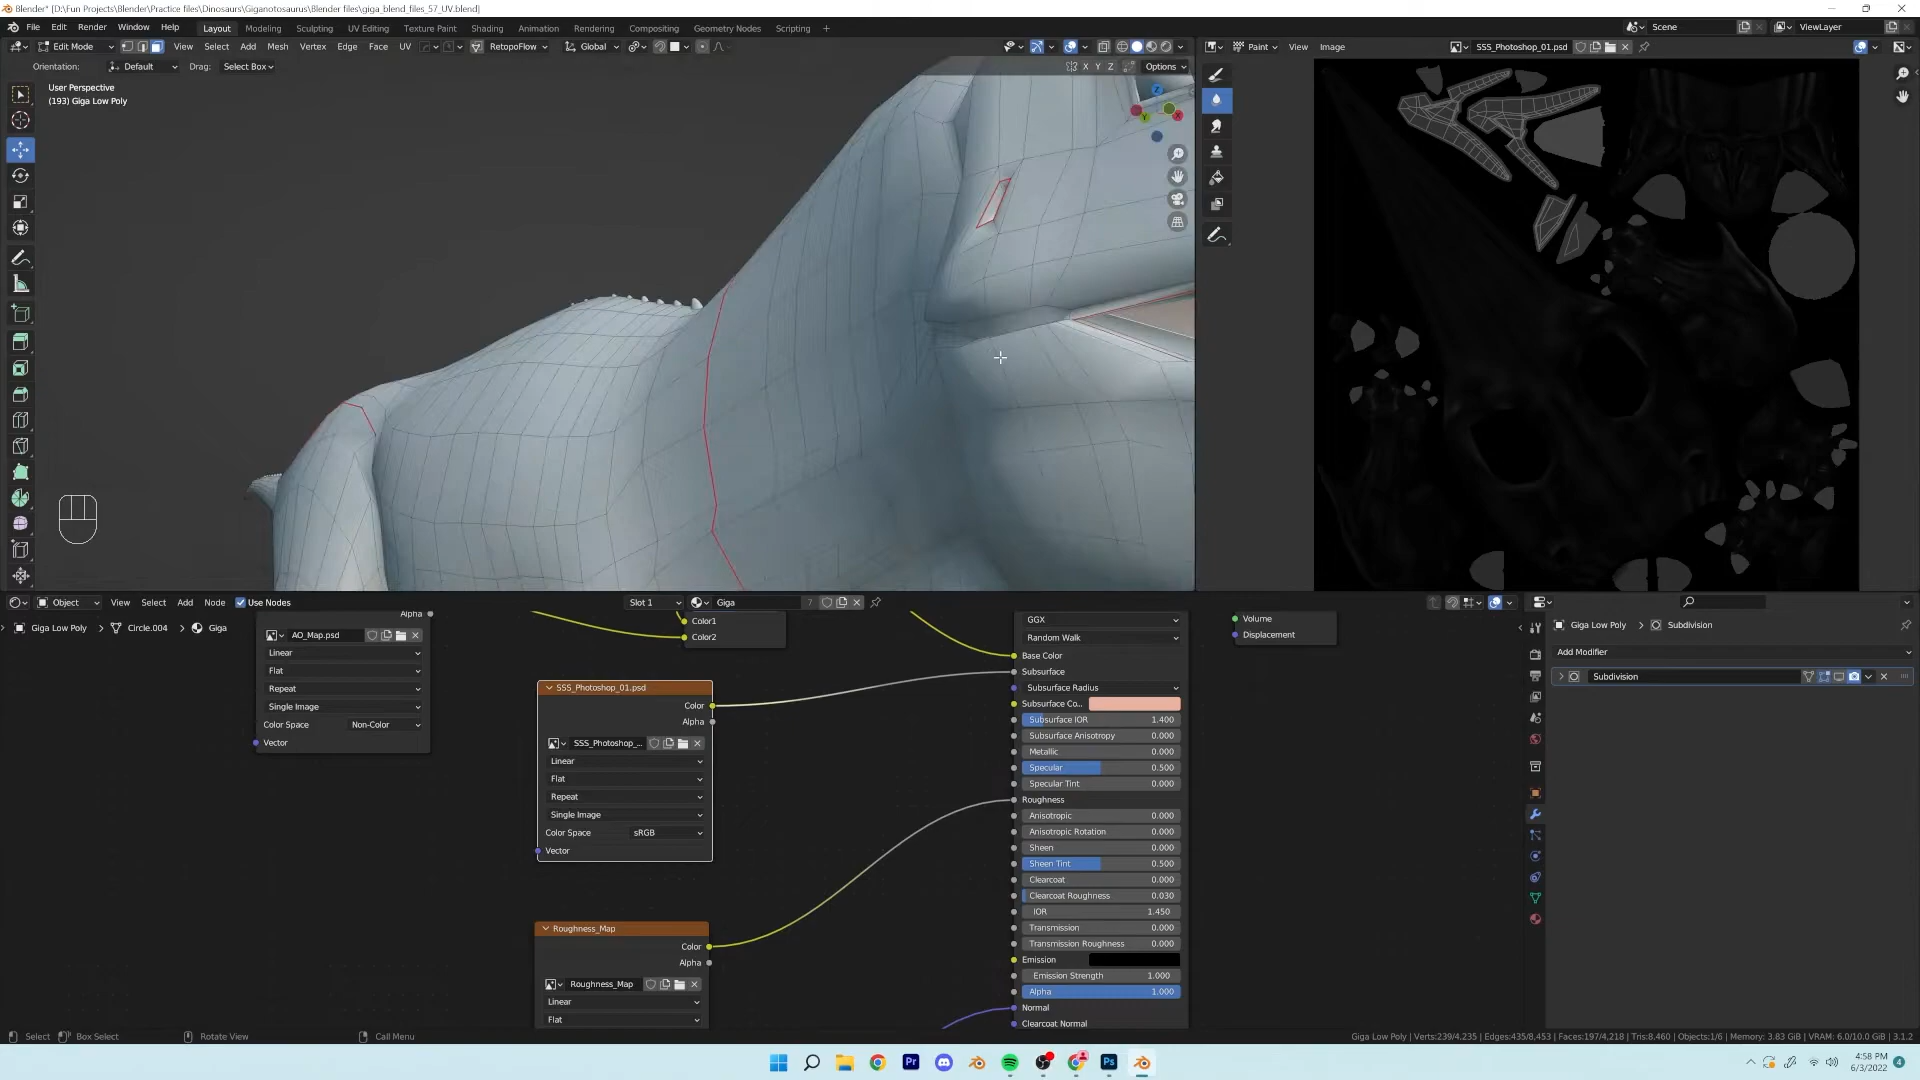 Blender* [D:\Fun Projects\Blender\Practice files\Dinosaurs\Giganotosaurus\Blender files\giga_blend_files_57_UV.blend]
File Edit Render Window Help Layout Modeling Sculpting UV Editing Texture Paint Shading Animation Rendering Compositing Geometry Nodes Scripting + Scene ViewLayer
Edit Mode View Select Add Mesh Vertex Edge Face UV RetopoFlow Global Paint View Image SSS_Photoshop_01.psd
Orientation: Default Drag: Select Box X Y Z Options
User Perspective
(193) Giga Low Poly
Z
Y
X
Object View Select Add Node Use Nodes Slot 1 Giga 7
Giga Low Poly > Circle.004 > Giga
Alpha
AO_Map.psd
Linear
Flat
Repeat
Single Image
Color Space Non-Color
Vector
Color1
Color2
SSS_Photoshop_01.psd
Color
Alpha
SSS_Photoshop_...
Linear
Flat
Repeat
Single Image
Color Space sRGB
Vector
Roughness_Map
Color
Alpha
Roughness_Map
Linear
Flat
GGX
Random Walk
Base Color
Subsurface
Subsurface Radius
Subsurface Co...
Subsurface IOR 1.400
Subsurface Anisotropy 0.000
Metallic 0.000
Specular 0.500
Specular Tint 0.000
Roughness
Anisotropic 0.000
Anisotropic Rotation 0.000
Sheen 0.000
Sheen Tint 0.500
Clearcoat 0.000
Clearcoat Roughness 0.030
IOR 1.450
Transmission 0.000
Transmission Roughness 0.000
Emission
Emission Strength 1.000
Alpha 1.000
Normal
Clearcoat Normal
Volume
Displacement
Giga Low Poly > Subdivision
Add Modifier
Subdivision
Select Box Select Rotate View Call Menu
Giga Low Poly | Verts:239/4,235 | Edges:435/8,453 | Faces:197/4,218 | Tris:8,460 | Objects:1/6 | Memory: 3.83 GiB | VRAM: 6.0/10.0 GiB | 3.1.2
Pr
Ps
4:58 PM
6/3/2022
4